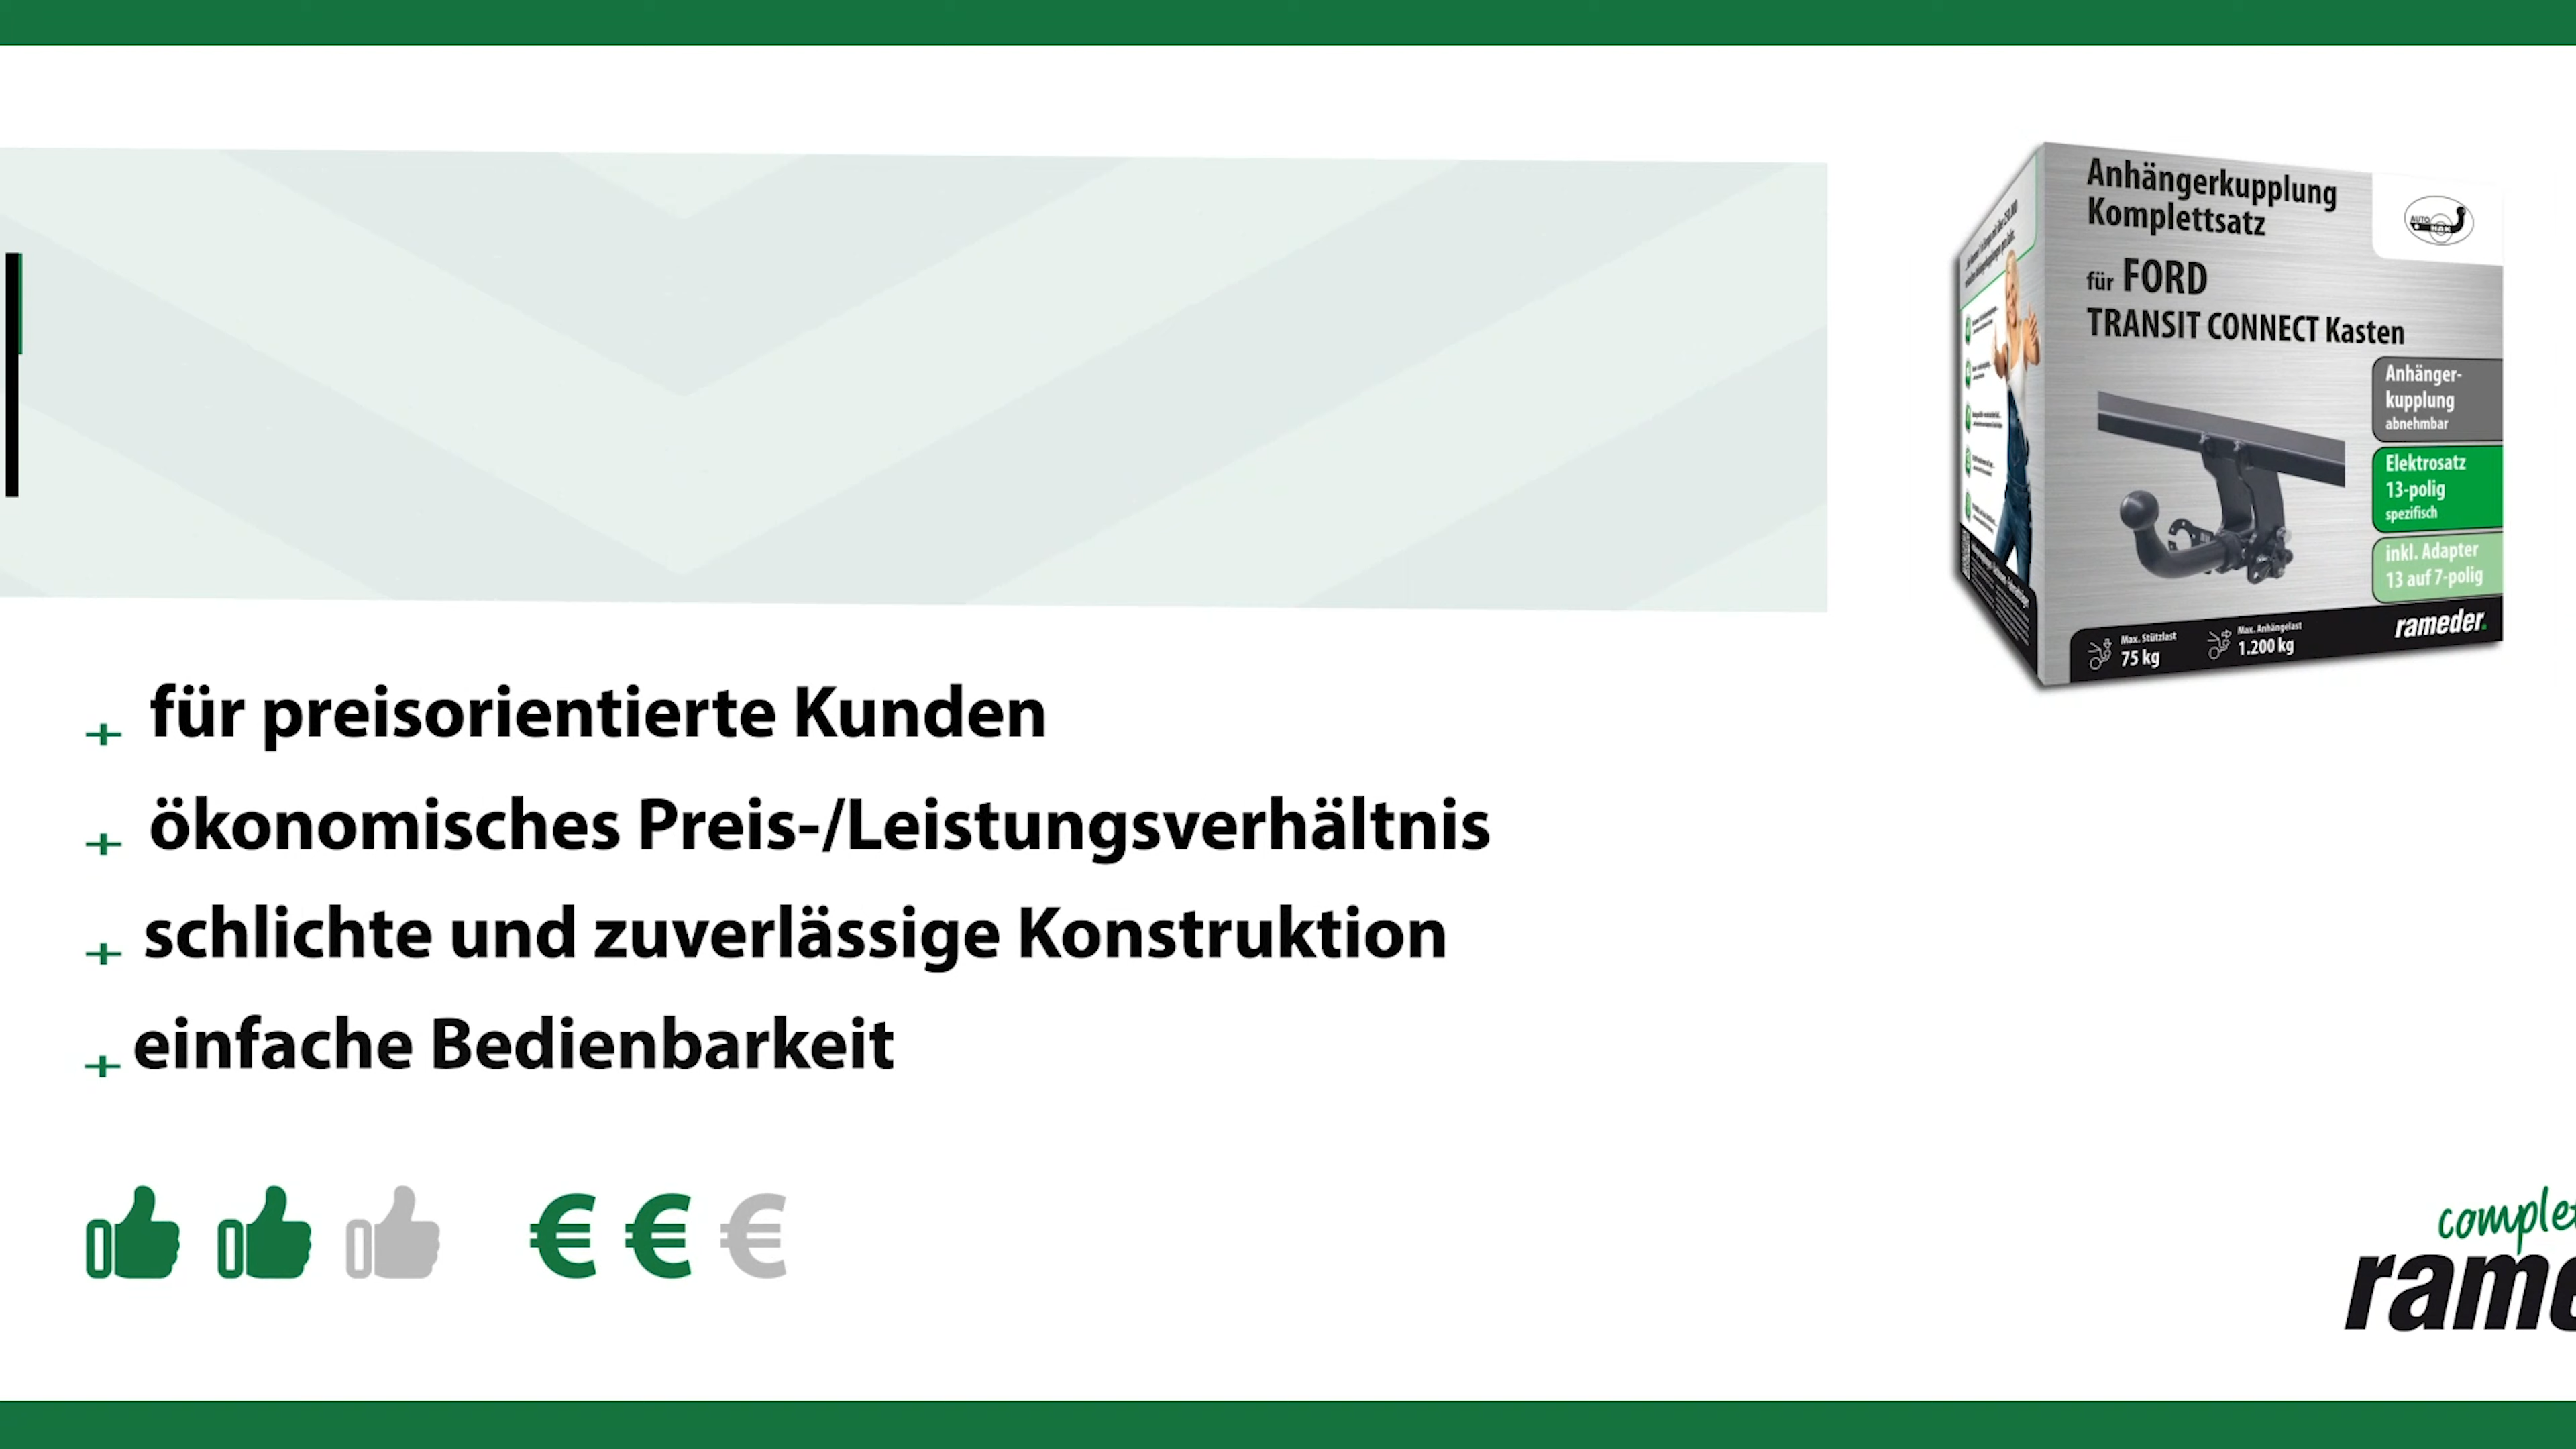 Anhängerkupplung
Komplettsatz
für FORD
TRANSIT CONNECT Kasten
AUTO
HAK
Anhänger-
kupplung
abnehmbar
Elektrosatz
13-polig
spezifisch
inkl. Adapter
13 auf 7-polig
Max. Stützlast
75 kg
Max. Anhängelast
1.200 kg
rameder.
für preisorientierte Kunden
ökonomisches Preis-/Leistungsverhältnis
schlichte und zuverlässige Konstruktion
einfache Bedienbarkeit
€ € €
comple
rame